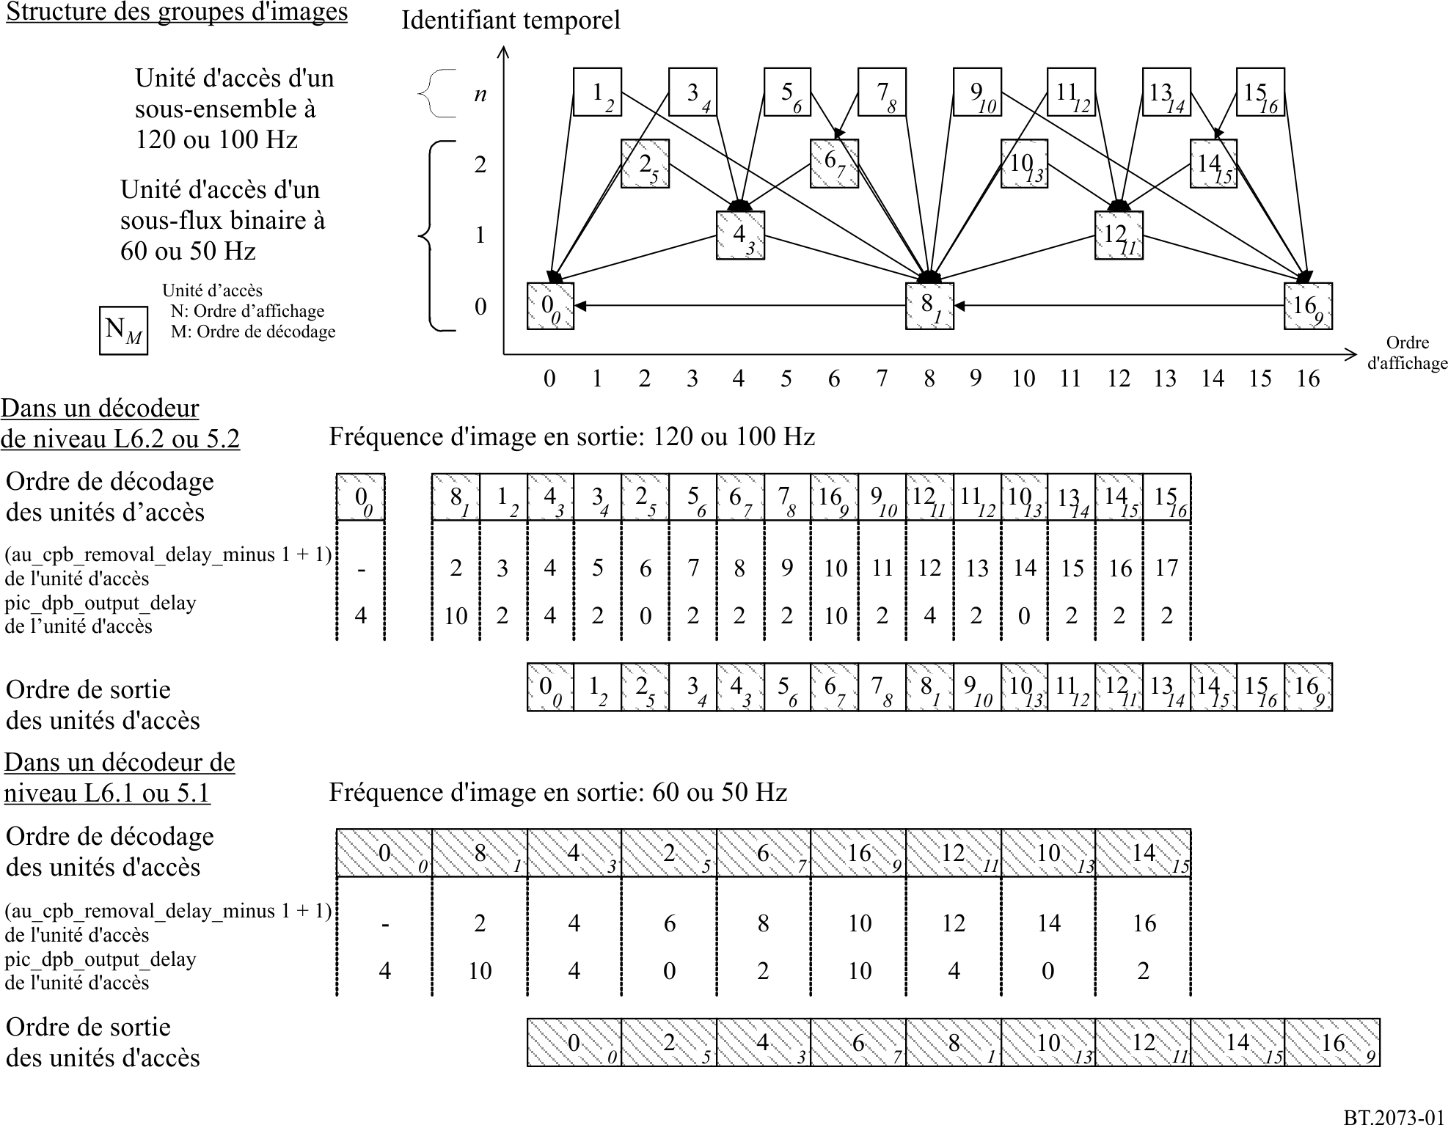 Structure des groupes d'images
Identifiant temporel
Unité d'accès d'un
sous-ensemble à
120 ou 100 Hz
n
1 2 3 4 5 6 7 8 9 10 11 12 13 14 15 16
2
2 5 6 7 10 13 14 15
Unité d'accès d'un
sous-flux binaire à
60 ou 50 Hz
1
4 3 12 11
0
0 0 8 1 16 9
Unité d'accès
N: Ordre d’affichage
M: Ordre de décodage
N M
Ordre
d'affichage
0 1 2 3 4 5 6 7 8 9 10 11 12 13 14 15 16
Dans un décodeur
de niveau L6.2 ou 5.2
Fréquence d'image en sortie: 120 ou 100 Hz
Ordre de décodage
des unités d’accès
0 0 8 1 1 2 4 3 3 4 2 5 5 6 6 7 7 8 16 9 9 10 12 11 11 12 10 13 13 14 14 15 15 16
(au_cpb_removal_delay_minus 1 + 1)
de l'unité d'accès
- 2 3 4 5 6 7 8 9 10 11 12 13 14 15 16 17
pic_dpb_output_delay
de l’unité d'accès
4 10 2 4 2 0 2 2 2 10 2 4 2 0 2 2 2
Ordre de sortie
des unités d'accès
0 0 1 2 2 5 3 4 4 3 5 6 6 7 7 8 8 1 9 10 10 13 11 12 12 11 13 14 14 15 15 16 16 9
Dans un décodeur de
niveau L6.1 ou 5.1
Fréquence d'image en sortie: 60 ou 50 Hz
Ordre de décodage
des unités d'accès
0 0 8 1 4 3 2 5 6 7 16 9 12 11 10 13 14 15
(au_cpb_removal_delay_minus 1 + 1)
de l'unité d'accès
- 2 4 6 8 10 12 14 16
pic_dpb_output_delay
de l'unité d'accès
4 10 4 0 2 10 4 0 2
Ordre de sortie
des unités d'accès
0 0 2 5 4 3 6 7 8 1 10 13 12 11 14 15 16 9
BT.2073-01